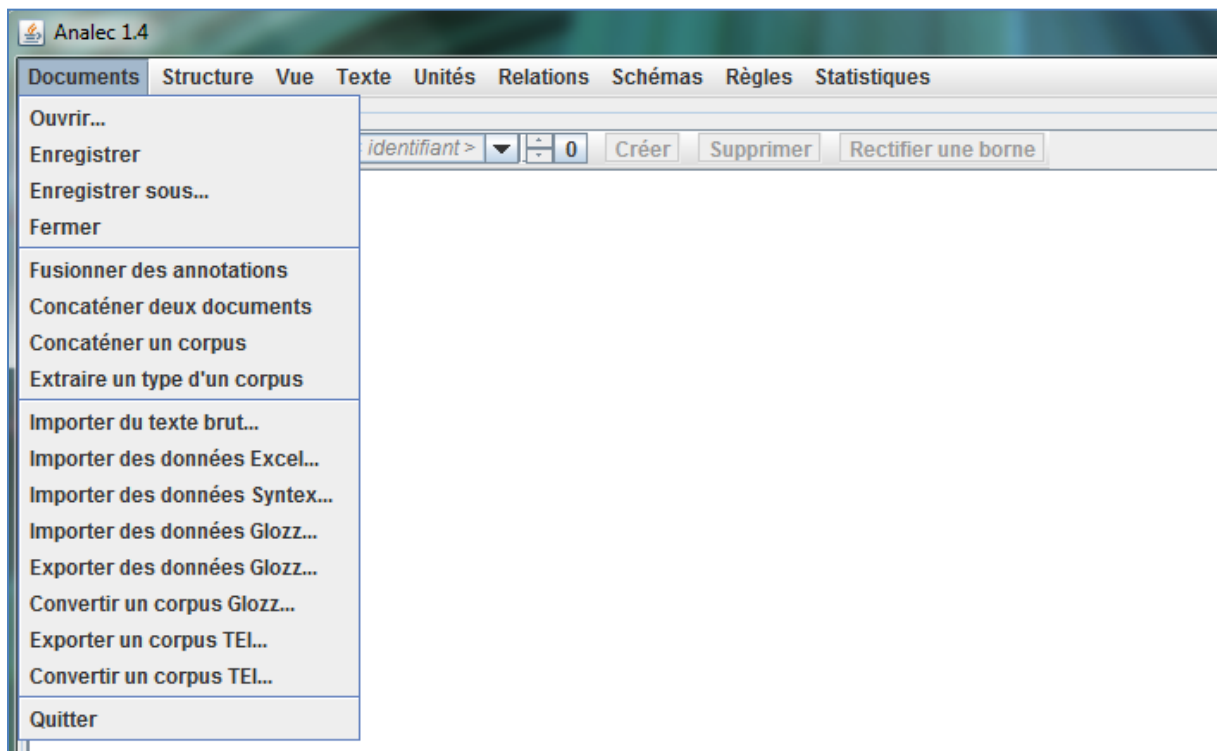 Analec 1.4
Documents Structure Vue Texte Unités Relations Schémas Règles Statistiques
Ouvrir...
identifiant > 0 Créer Supprimer Rectifier une borne
Enregistrer
Enregistrer sous...
Fermer
Fusionner des annotations
Concaténer deux documents
Concaténer un corpus
Extraire un type d'un corpus
Importer du texte brut...
Importer des données Excel...
Importer des données Syntex...
Importer des données Glozz...
Exporter des données Glozz...
Convertir un corpus Glozz...
Exporter un corpus TEI...
Convertir un corpus TEI...
Quitter